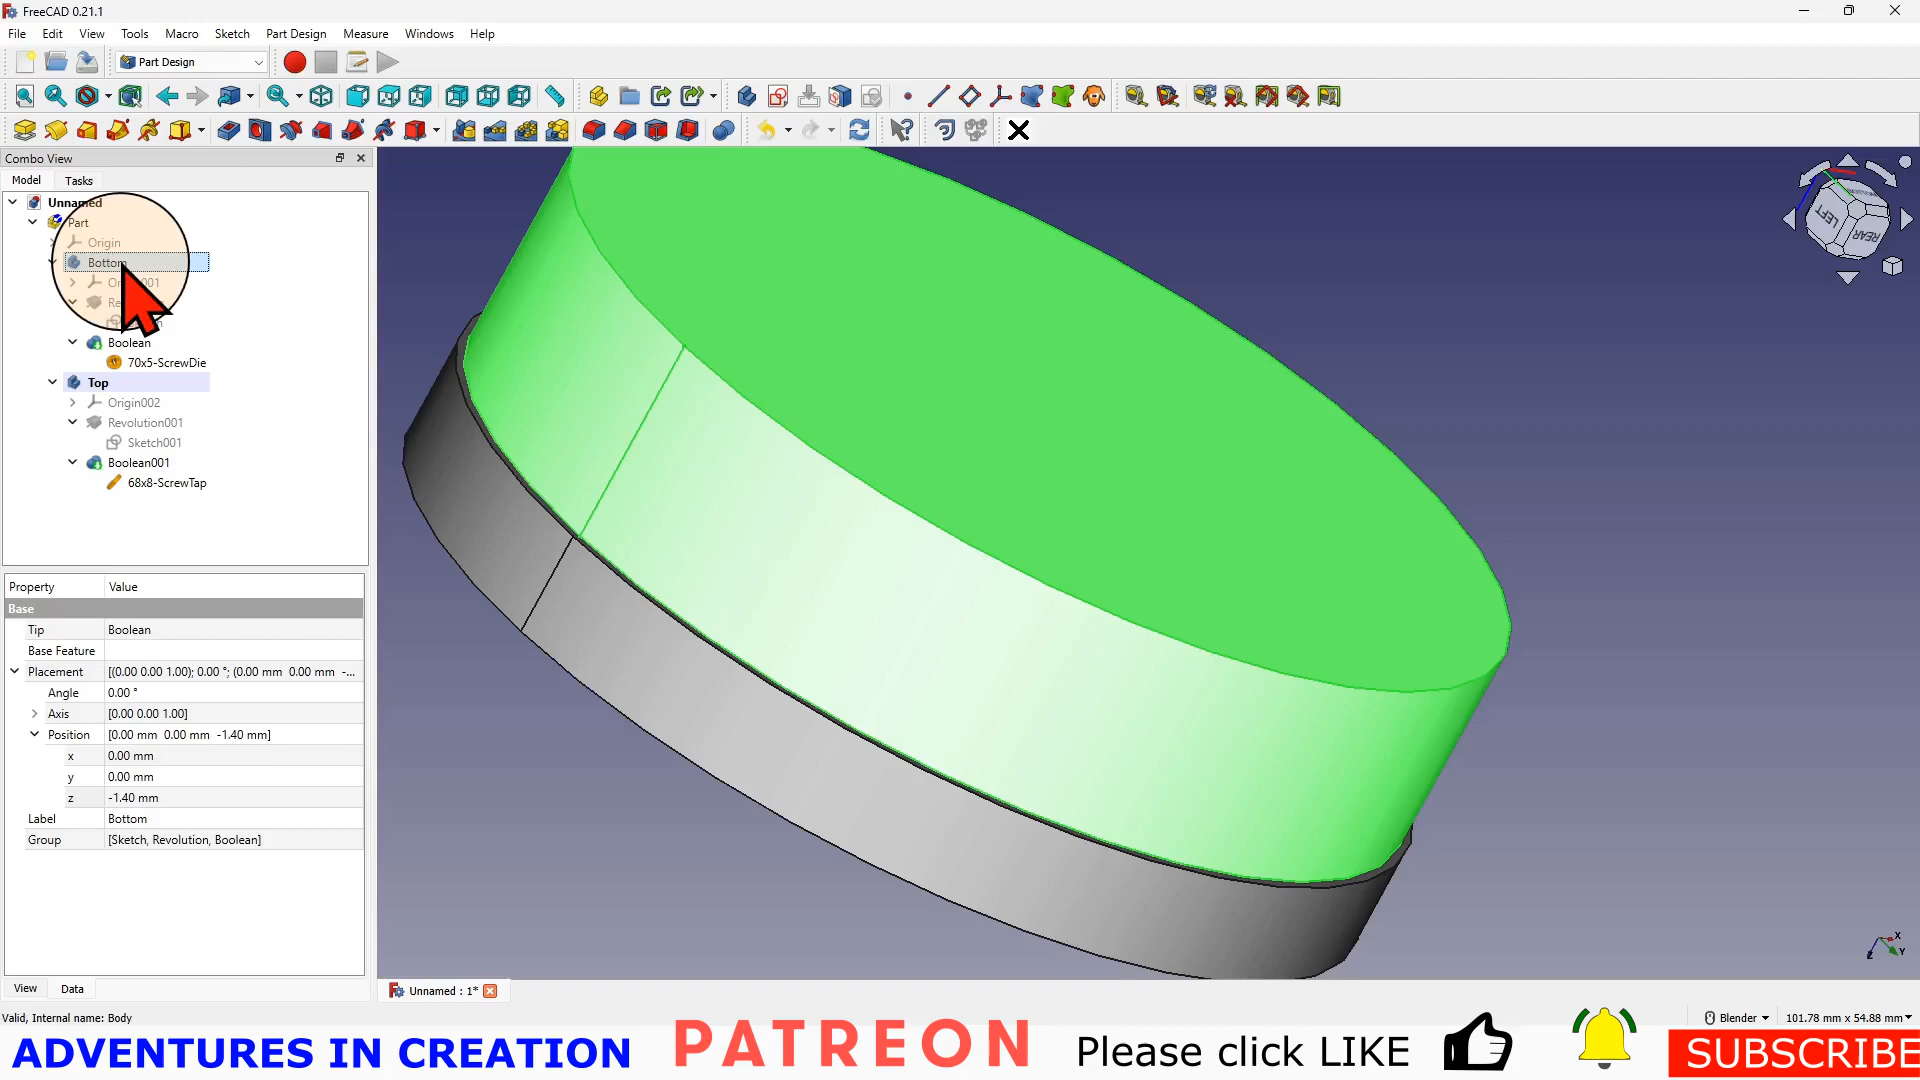 FreeCAD 0.21.1
File Edit View Tools Macro Sketch Part Design Measure Windows Help
Part Design
Combo View
Model Tasks
Unnamed
Part
Origin
Bottom
Boolean
70x5-ScrewDie
Top
Origin002
Revolution001
Sketch001
Boolean001
68x8-ScrewTap
Property Value
Base
Tip Boolean
Base Feature
Placement [(0.00 0.00 1.00); 0.00 °; (0.00 mm 0.00 mm -...
Angle 0.00 °
Axis [0.00 0.00 1.00]
Position [0.00 mm 0.00 mm -1.40 mm]
x 0.00 mm
y 0.00 mm
z -1.40 mm
Label Bottom
Group [Sketch, Revolution, Boolean]
View Data
LEFT
REAR
X
Y
Z
Unnamed : 1*
Valid, Internal name: Body
Blender
101.78 mm x 54.88 mm
ADVENTURES IN CREATION
PATREON
Please click LIKE
SUBSCRIBE